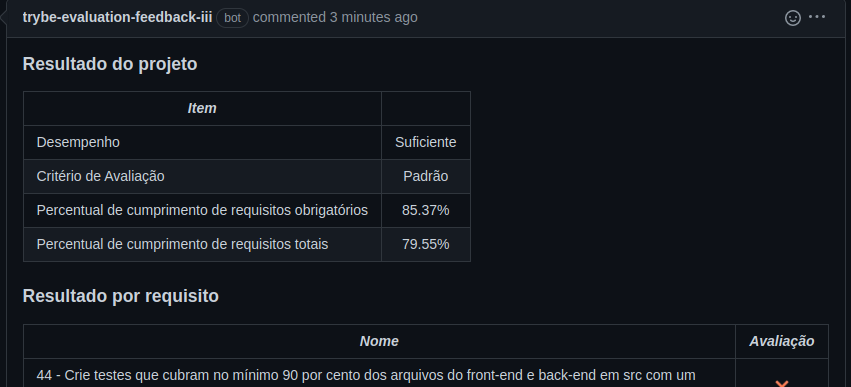 trybe-evaluation-feedback-iii bot commented 3 minutes ago
Resultado do projeto
Item
Desempenho Suficiente
Critério de Avaliação Padrão
Percentual de cumprimento de requisitos obrigatórios 85.37%
Percentual de cumprimento de requisitos totais 79.55%
Resultado por requisito
Nome Avaliação
44 - Crie testes que cubram no mínimo 90 por cento dos arquivos do front-end e back-end em src com um